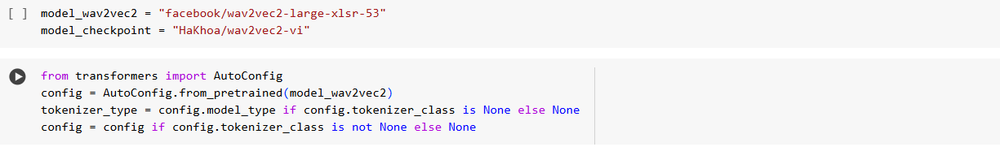 [ ] model_wav2vec2 = "facebook/wav2vec2-large-xlsr-53"
model_checkpoint = "HaKhoa/wav2vec2-vi"
from transformers import AutoConfig
config = AutoConfig.from_pretrained(model_wav2vec2)
tokenizer_type = config.model_type if config.tokenizer_class is None else None
config = config if config.tokenizer_class is not None else None